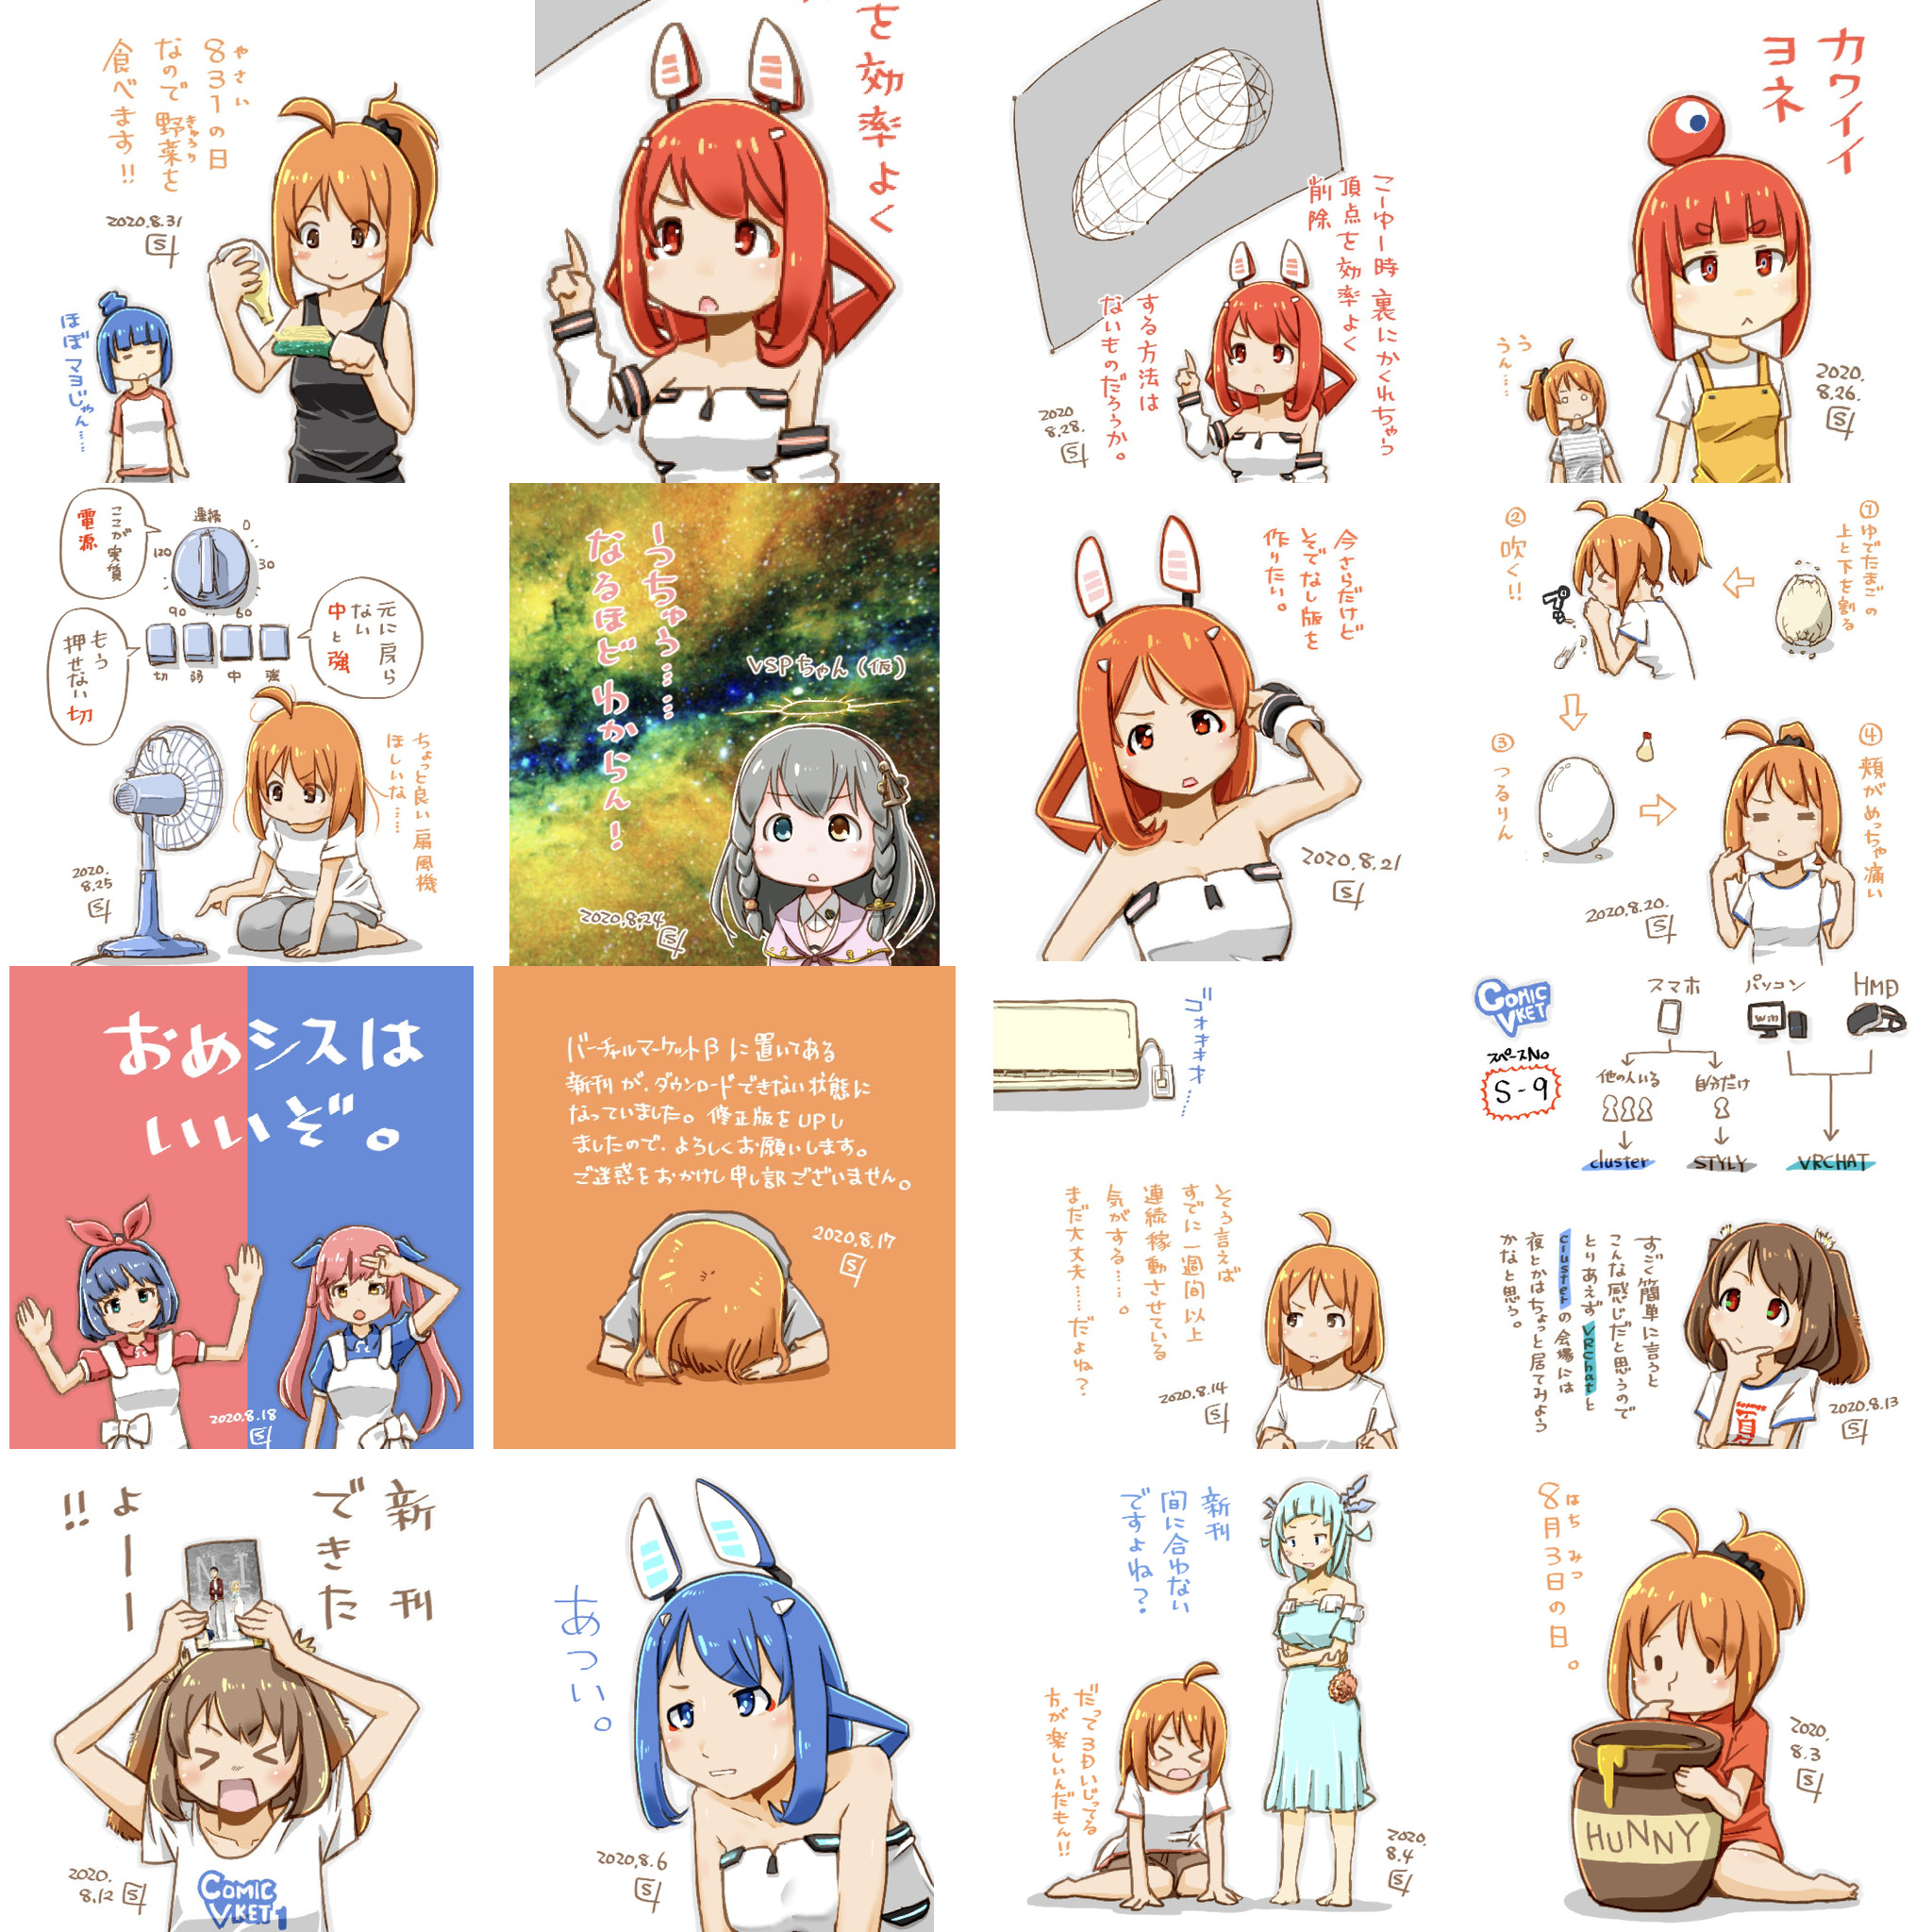 831の日
やさい
なので野菜を
きゅうり
食べます!!
2020.8.31
ほぼマヨじゃん……
を効率よく
こーゆー時裏にかくれちゃう
頂点を効率よく
削除
する方法は
ないものだろうか。
2020
8.28.
カワイイ
ヨネ
う
うん……
2020.
8.26.
ここが実質
電源
連続
0
30
60
90
120
元に戻ら
ない
中と強
もう
押せない切
切
弱
中
強
ちょっと良い扇風機
ほしいな……
2020.
8.25
うちゅう……
なるほどわからん!
VSPちゃん(仮)
2020.8.24
今さらだけど
そでなし版を
作りたい。
2020.8.21
①ゆでたまごの
上と下を割る
②吹く!!
③つるりん
④頬がめっちゃ痛い
2020.8.20.
おめシスは
いいぞ。
2020.8.18
バーチャルマーケットβに置いてある
新刊が、ダウンロードできない状態に
なっていました。修正版をUPし
ましたので、よろしくお願いします。
ご迷惑をおかけし申し訳ございません。
2020.8.17
ゴオオオオ……
そう言えば
すでに一週間以上
連続稼動させている
気がする……。
まだ大丈夫……だよね?
2020.8.14
COMIC
VKET
スペースNo
S-9
スマホ
パソコン
HMD
Win
他の人いる
自分だけ
cluster
STYLY
VRCHAT
すごく簡単に言うと
こんな感じだと思うので
とりあえずVRChatと
clusterの会場には
夜とかはちょっと居てみよう
かなと思う。
2020.8.13
新刊
できた
よーー
!!
COMIC
VKET1
2020.
8.12
あつい。
2020.8.6
新刊
間に合わない
ですよね?
だって3Dいじってる
方が楽しいんだもん!!
2020.
8.4
8月3日の日。
はちみつ
HUNNY
2020.
8.3